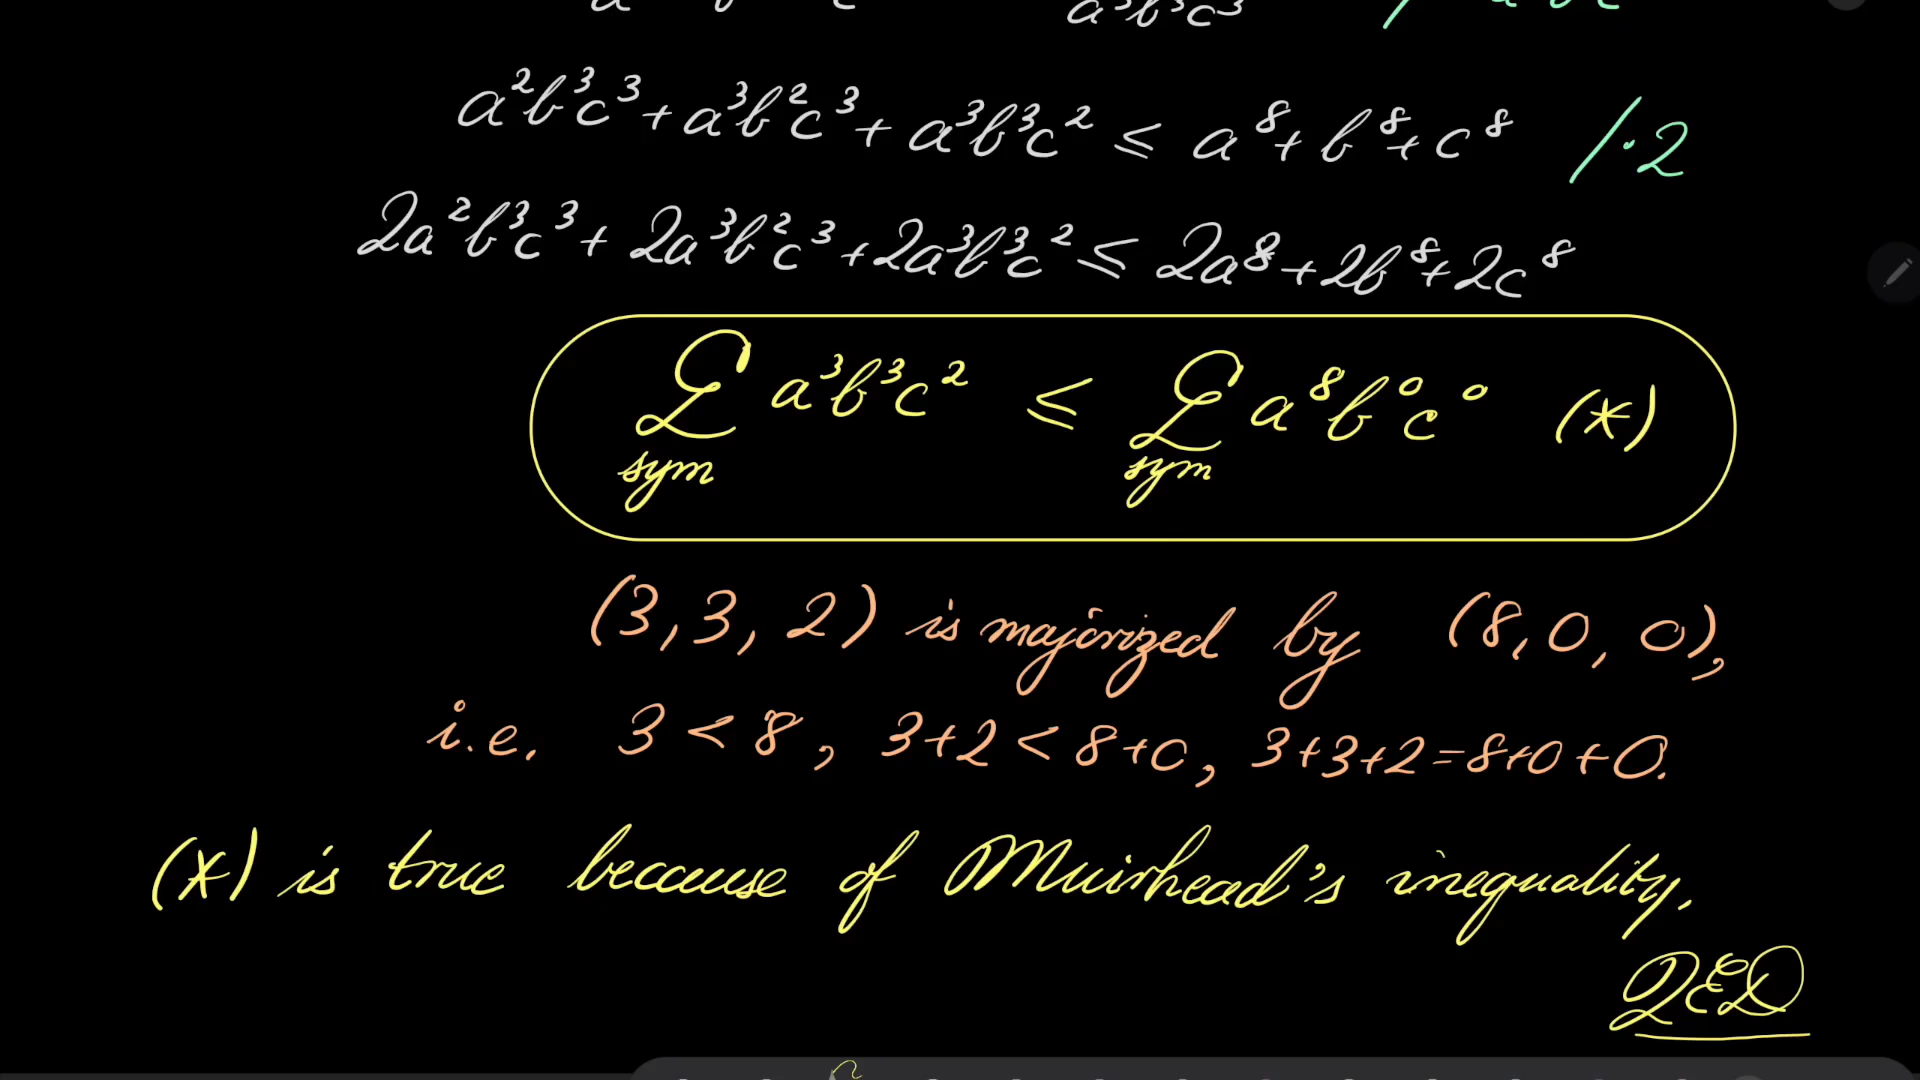 a³b³c³
a²b³c³ + a³b²c³ + a³b³c² ≤ a⁸ + b⁸ + c⁸ /·2
2a²b³c³ + 2a³b²c³ + 2a³b³c² ≤ 2a⁸ + 2b⁸ + 2c⁸
∑ a³b³c² ≤ ∑ a⁸b⁰c⁰ (*)
sym sym
(3, 3, 2) is majorized by (8, 0, 0),
i.e. 3 < 8, 3+2 < 8+0, 3+3+2=8+0+0.
(*) is true because of Muirhead's inequality.
QED